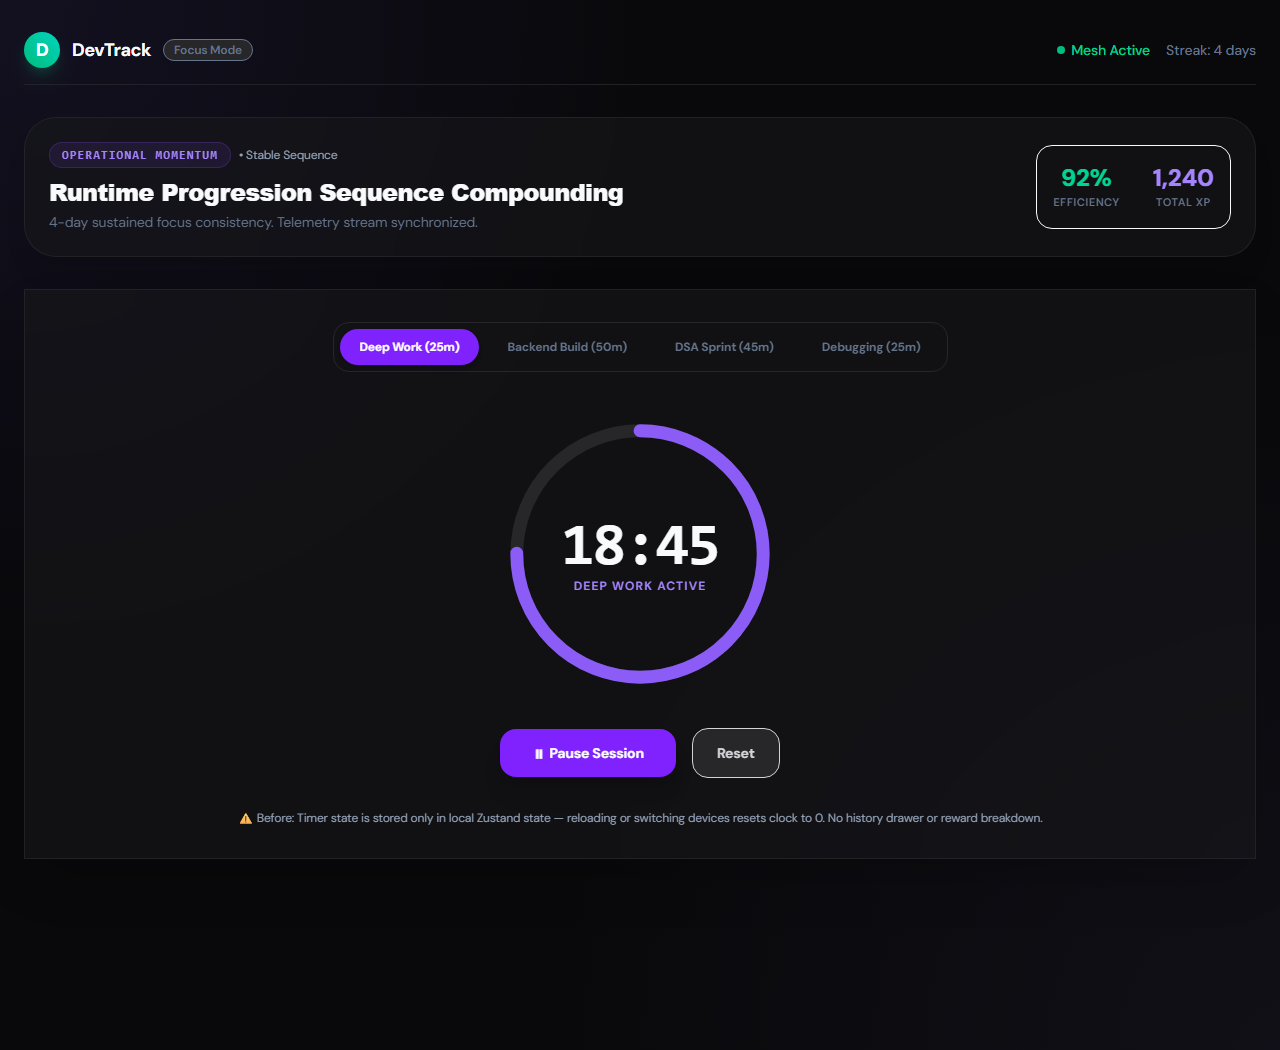 D DevTrack Focus Mode
Mesh Active Streak: 4 days
OPERATIONAL MOMENTUM • Stable Sequence
Runtime Progression Sequence Compounding
4-day sustained focus consistency. Telemetry stream synchronized.
92% 1,240
EFFICIENCY TOTAL XP
Deep Work (25m) Backend Build (50m) DSA Sprint (45m) Debugging (25m)
18:45
DEEP WORK ACTIVE
⏸ Pause Session Reset
⚠️ Before: Timer state is stored only in local Zustand state — reloading or switching devices resets clock to 0. No history drawer or reward breakdown.